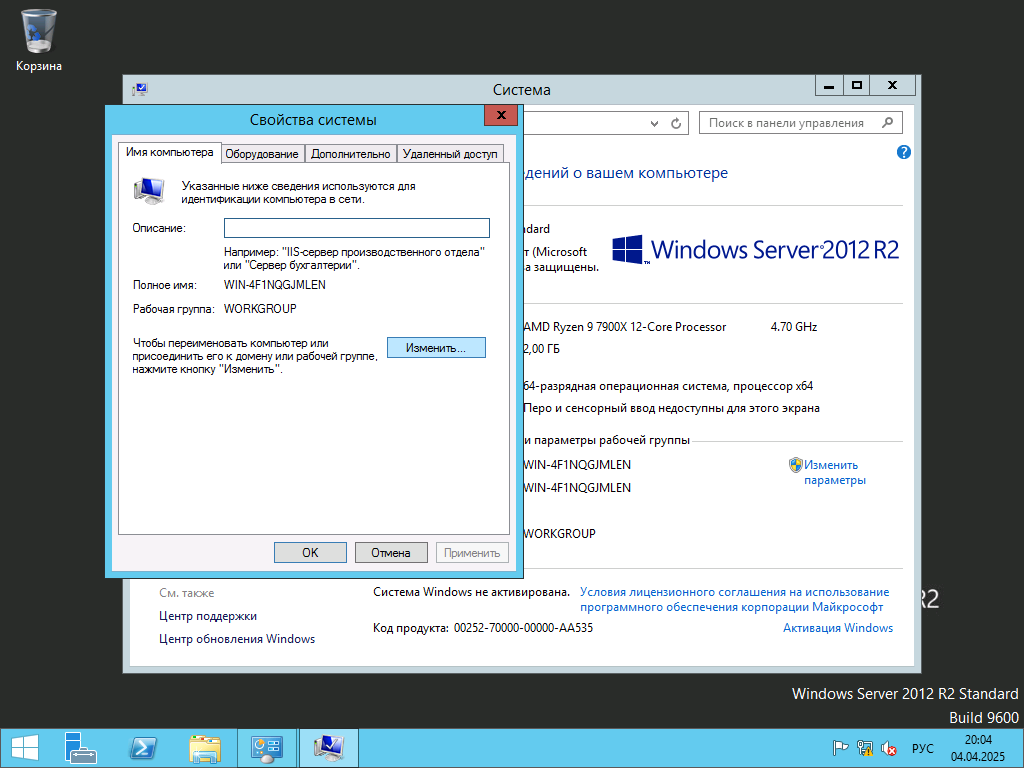 Корзина
Система
Свойства системы
Поиск в панели управления
Имя компьютера
Оборудование
Дополнительно
Удаленный доступ
Указанные ниже сведения используются для
идентификации компьютера в сети.
Описание:
Например: "IIS-сервер производственного отдела"
или "Сервер бухгалтерии".
Полное имя: WIN-4F1NQGJMLEN
Рабочая группа: WORKGROUP
Чтобы переименовать компьютер или
присоединить его к домену или рабочей группе,
нажмите кнопку "Изменить".
Изменить...
OK
Отмена
Применить
дений о вашем компьютере
dard
т (Microsoft
ва защищены.
Windows Server 2012 R2
AMD Ryzen 9 7900X 12-Core Processor 4.70 GHz
2,00 ГБ
64-разрядная операционная система, процессор x64
Перо и сенсорный ввод недоступны для этого экрана
и параметры рабочей группы
WIN-4F1NQGJMLEN
Изменить
параметры
WIN-4F1NQGJMLEN
WORKGROUP
См. также
Центр поддержки
Центр обновления Windows
Система Windows не активирована. Условия лицензионного соглашения на использование
программного обеспечения корпорации Майкрософт
Код продукта: 00252-70000-00000-AA535
Активация Windows
R2
Windows Server 2012 R2 Standard
Build 9600
РУС
20:04
04.04.2025